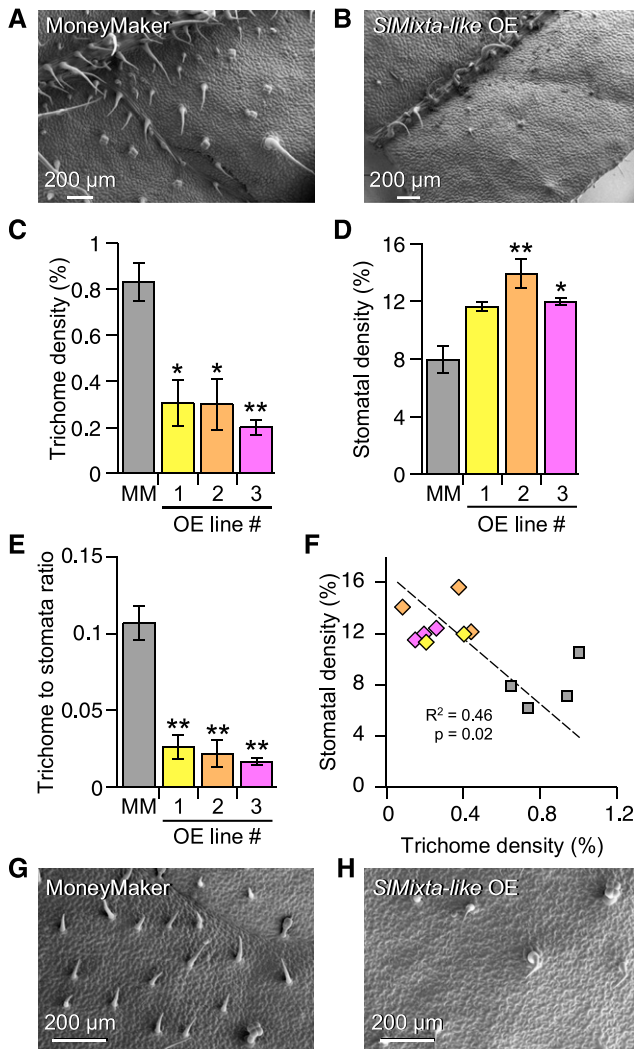 A
MoneyMaker
200 µm
B
SlMixta-like OE
200 µm
C
Trichome density (%)
1
0.8
0.6
0.4
0.2
0
*
*
**
MM 1 2 3
OE line #
D
Stomatal density (%)
16
12
8
4
0
**
*
MM 1 2 3
OE line #
E
Trichome to stomata ratio
0.15
0.1
0.05
0
**
**
**
MM 1 2 3
OE line #
F
Stomatal density (%)
16
12
8
4
0
R² = 0.46
p = 0.02
0 0.4 0.8 1.2
Trichome density (%)
G
MoneyMaker
200 µm
H
SlMixta-like OE
200 µm